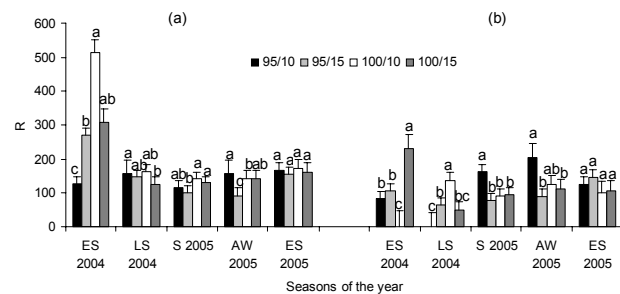 (a) (b)
600
500
400
300
200
100
0
R
95/10 95/15 100/10 100/15
c b a ab
a ab ab b
ab b a a
a c b ab
a a a a
b b c a
c b a bc
a b b b
a b ab b
a a a a
ES LS S 2005 AW ES ES LS S 2005 AW ES
2004 2004 2005 2005 2004 2004 2005 2005
Seasons of the year